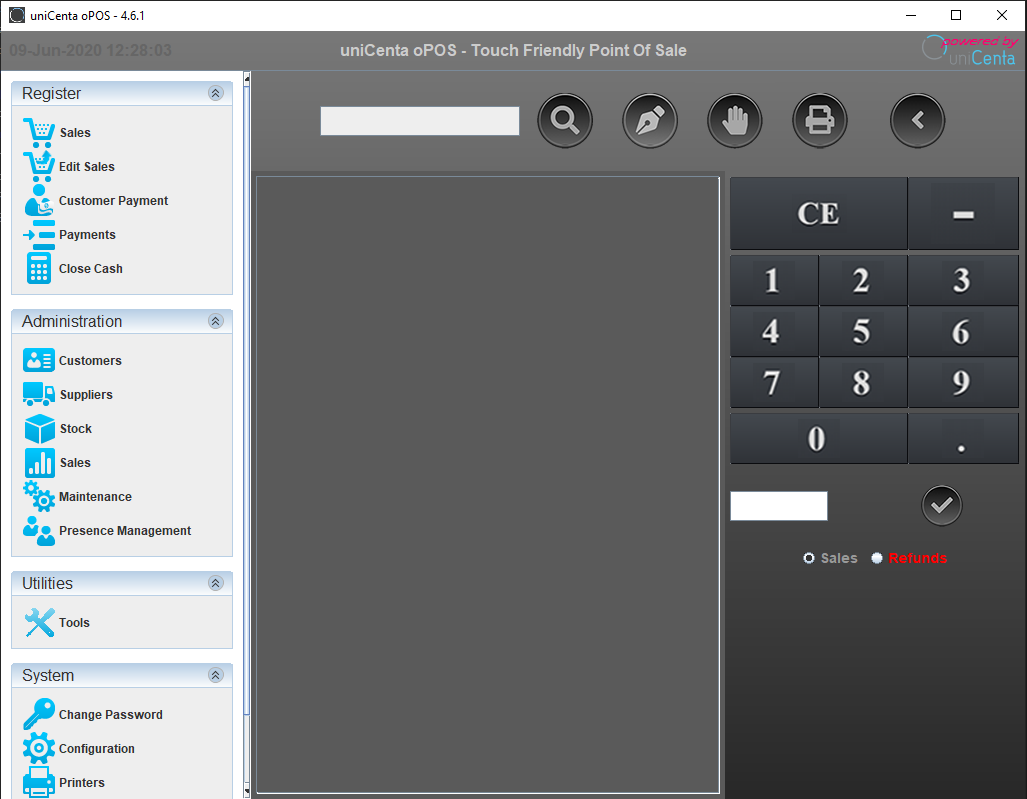 uniCenta oPOS - 4.6.1
09-Jun-2020 12:28:03
uniCenta oPOS - Touch Friendly Point Of Sale
powered by
uniCenta
Register
Sales
Edit Sales
Customer Payment
Payments
Close Cash
Administration
Customers
Suppliers
Stock
Sales
Maintenance
Presence Management
Utilities
Tools
System
Change Password
Configuration
Printers
CE -
1 2 3
4 5 6
7 8 9
0 .
Sales Refunds